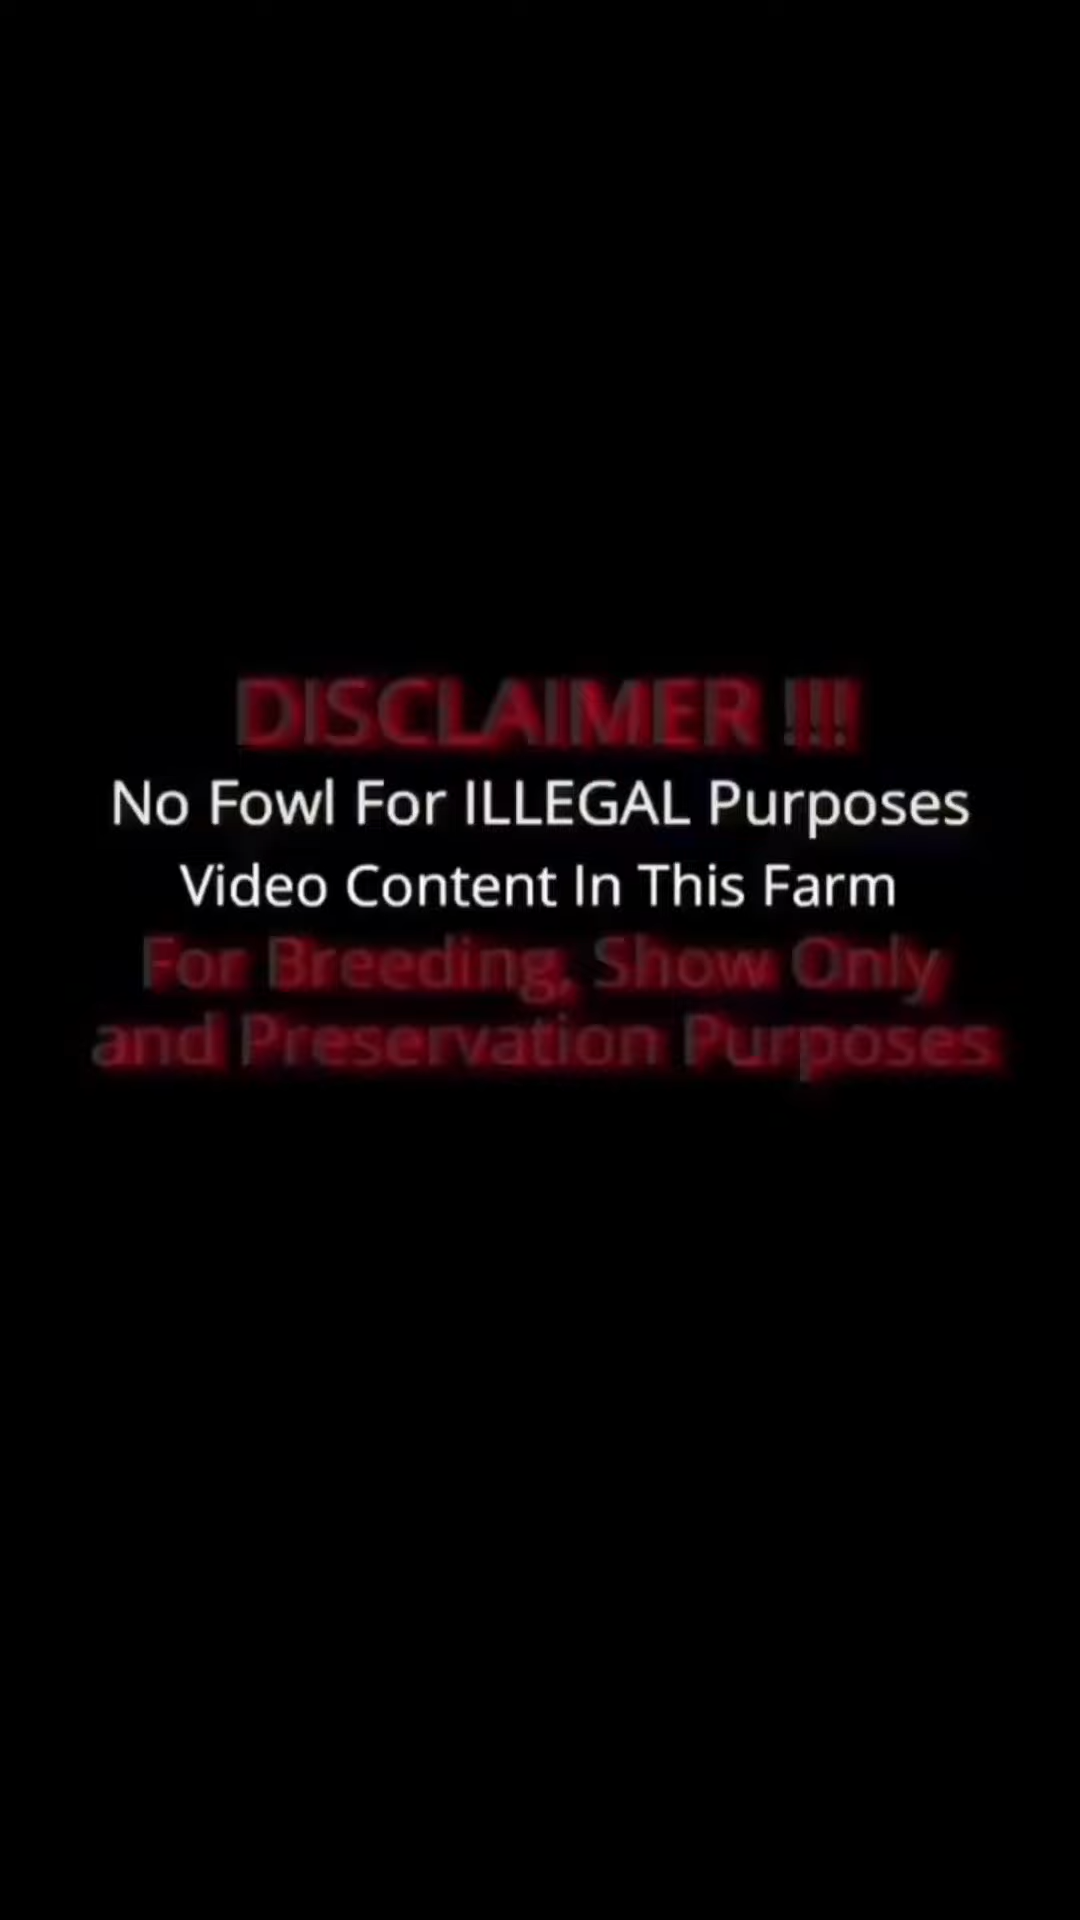 DISCLAIMER !!!
No Fowl For ILLEGAL Purposes
Video Content In This Farm
For Breeding, Show Only
and Preservation Purposes